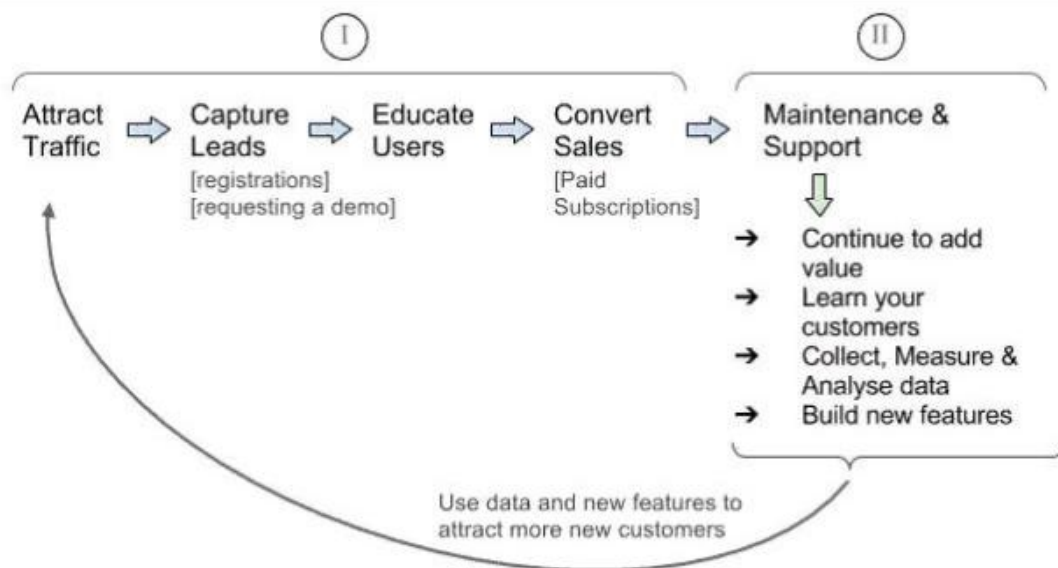 I
II
Attract
Traffic
Capture
Leads
[registrations]
[requesting a demo]
Educate
Users
Convert
Sales
[Paid
Subscriptions]
Maintenance &
Support
Continue to add
value
Learn your
customers
Collect, Measure &
Analyse data
Build new features
Use data and new features to
attract more new customers